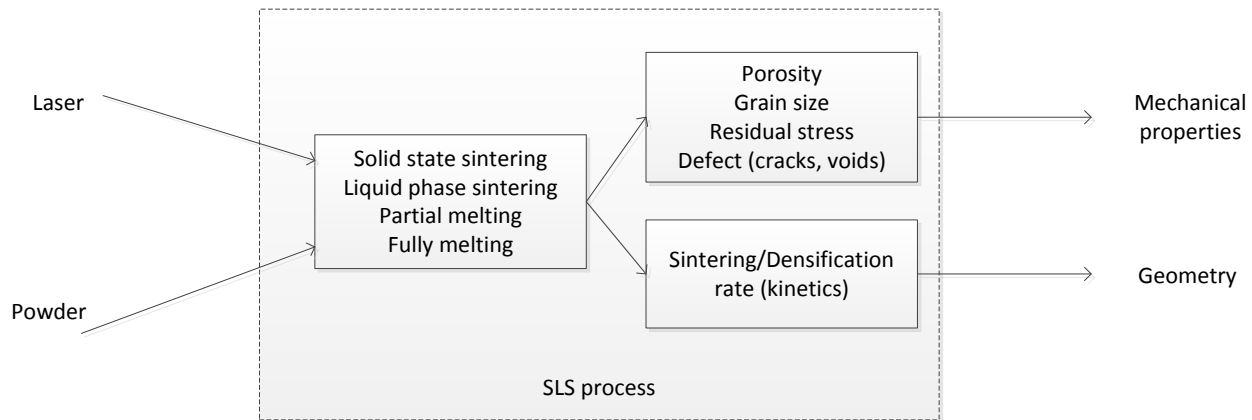 Laser
Powder
Solid state sintering
Liquid phase sintering
Partial melting
Fully melting
Porosity
Grain size
Residual stress
Defect (cracks, voids)
Sintering/Densification
rate (kinetics)
Mechanical
properties
Geometry
SLS process